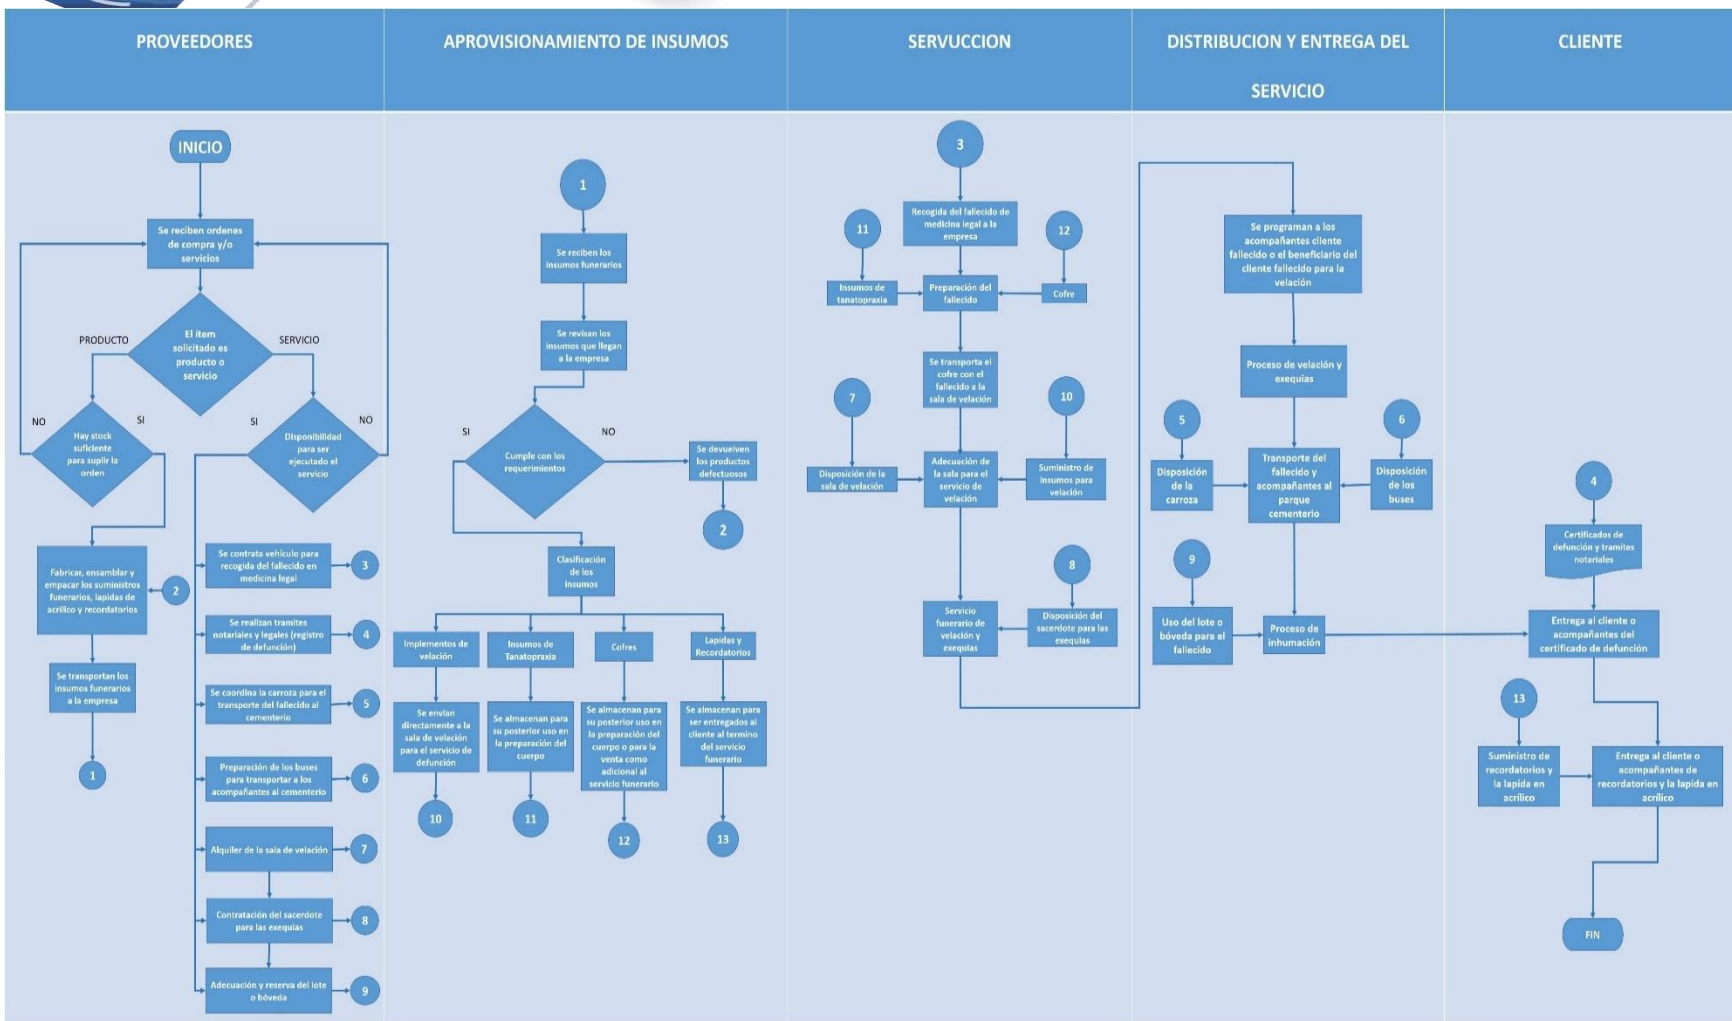 PROVEEDORES
APROVISIONAMIENTO DE INSUMOS
SERVUCCION
DISTRIBUCION Y ENTREGA DEL
SERVICIO
CLIENTE
INICIO
Se reciben ordenes
de compra y/o
servicios
El ítem
solicitado es
producto o
servicio
PRODUCTO
SERVICIO
NO
Hay stock
suficiente
para suplir la
orden
SI
SI
Disponibilidad
para ser
ejecutado el
servicio
NO
Fabricar, ensamblar y
empacar los suministros
funerarios, lapidas de
acrílico y recordatorios
2
Se transportan los
insumos funerarios
a la empresa
1
Se contrata vehículo para
recogida del fallecido en
medicina legal
3
Se realizan tramites
notariales y legales (registro
de defunción)
4
Se coordina la carroza para el
transporte del fallecido al
cementerio
5
Preparación de los buses
para transportar a los
acompañantes al cementerio
6
Alquiler de la sala de velación
7
Contratación del sacerdote
para las exequias
8
Adecuación y reserva del lote
o bóveda
9
1
Se reciben los
insumos funerarios
Se revisan los
insumos que llegan
a la empresa
SI
Cumple con los
requerimientos
NO
Se devuelven
los productos
defectuosos
2
Clasificación
de los
Insumos
Implementos de
velación
Insumos de
Tanatopraxia
Cofres
Lapidas y
Recordatorios
Se envían
directamente a la
sala de velación
para el servicio de
defunción
Se almacenan para
su posterior uso en
la preparación del
cuerpo
Se almacenan para
su posterior uso en
la preparación del
cuerpo o para la
venta como
adicional al
servicio funerario
Se almacenan para
ser entregados al
cliente al termino
del servicio
funerario
10
11
12
13
3
Recogida del fallecido de
medicina legal a la
empresa
11
12
Insumos de
tanatopraxia
Preparación del
fallecido
Cofre
Se transporta el
cofre con el
fallecido a la
sala de velación
7
10
Disposición de la
sala de velación
Adecuación de
la sala para el
servicio de
velación
Suministro de
insumos para
velación
8
Servicio
funerario de
velación y
exequias
Disposición del
sacerdote para las
exequias
Se programan a los
acompañantes cliente
fallecido o el beneficiario del
cliente fallecido para la
velación
Proceso de velación y
exequias
5
6
Disposición
de la
carroza
Transporte del
fallecido y
acompañantes al
parque
cementerio
Disposición
de los
buses
9
Uso del lote o
bóveda para el
fallecido
Proceso de
inhumación
4
Certificados de
defunción y tramites
notariales
Entrega al cliente o
acompañantes del
certificado de defunción
13
Suministro de
recordatorios y
la lapida en
acrílico
Entrega al cliente o
acompañantes de
recordatorios y la lapida en
acrílico
FIN